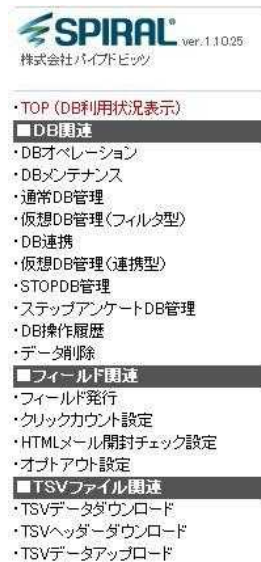 SPIRAL® ver.1.10.25
株式会社パイプドビッツ
・TOP(DB利用状況表示)
■DB関連
・DBオペレーション
・DBメンテナンス
・通常DB管理
・仮想DB管理(フィルタ型)
・DB連携
・仮想DB管理(連携型)
・STOPDB管理
・ステップアンケートDB管理
・DB操作履歴
・データ削除
■フィールド関連
・フィールド発行
・クリックカウント設定
・HTMLメール開封チェック設定
・オプトアウト設定
■TSVファイル関連
・TSVデータダウンロード
・TSVヘッダーダウンロード
・TSVデータアップロード